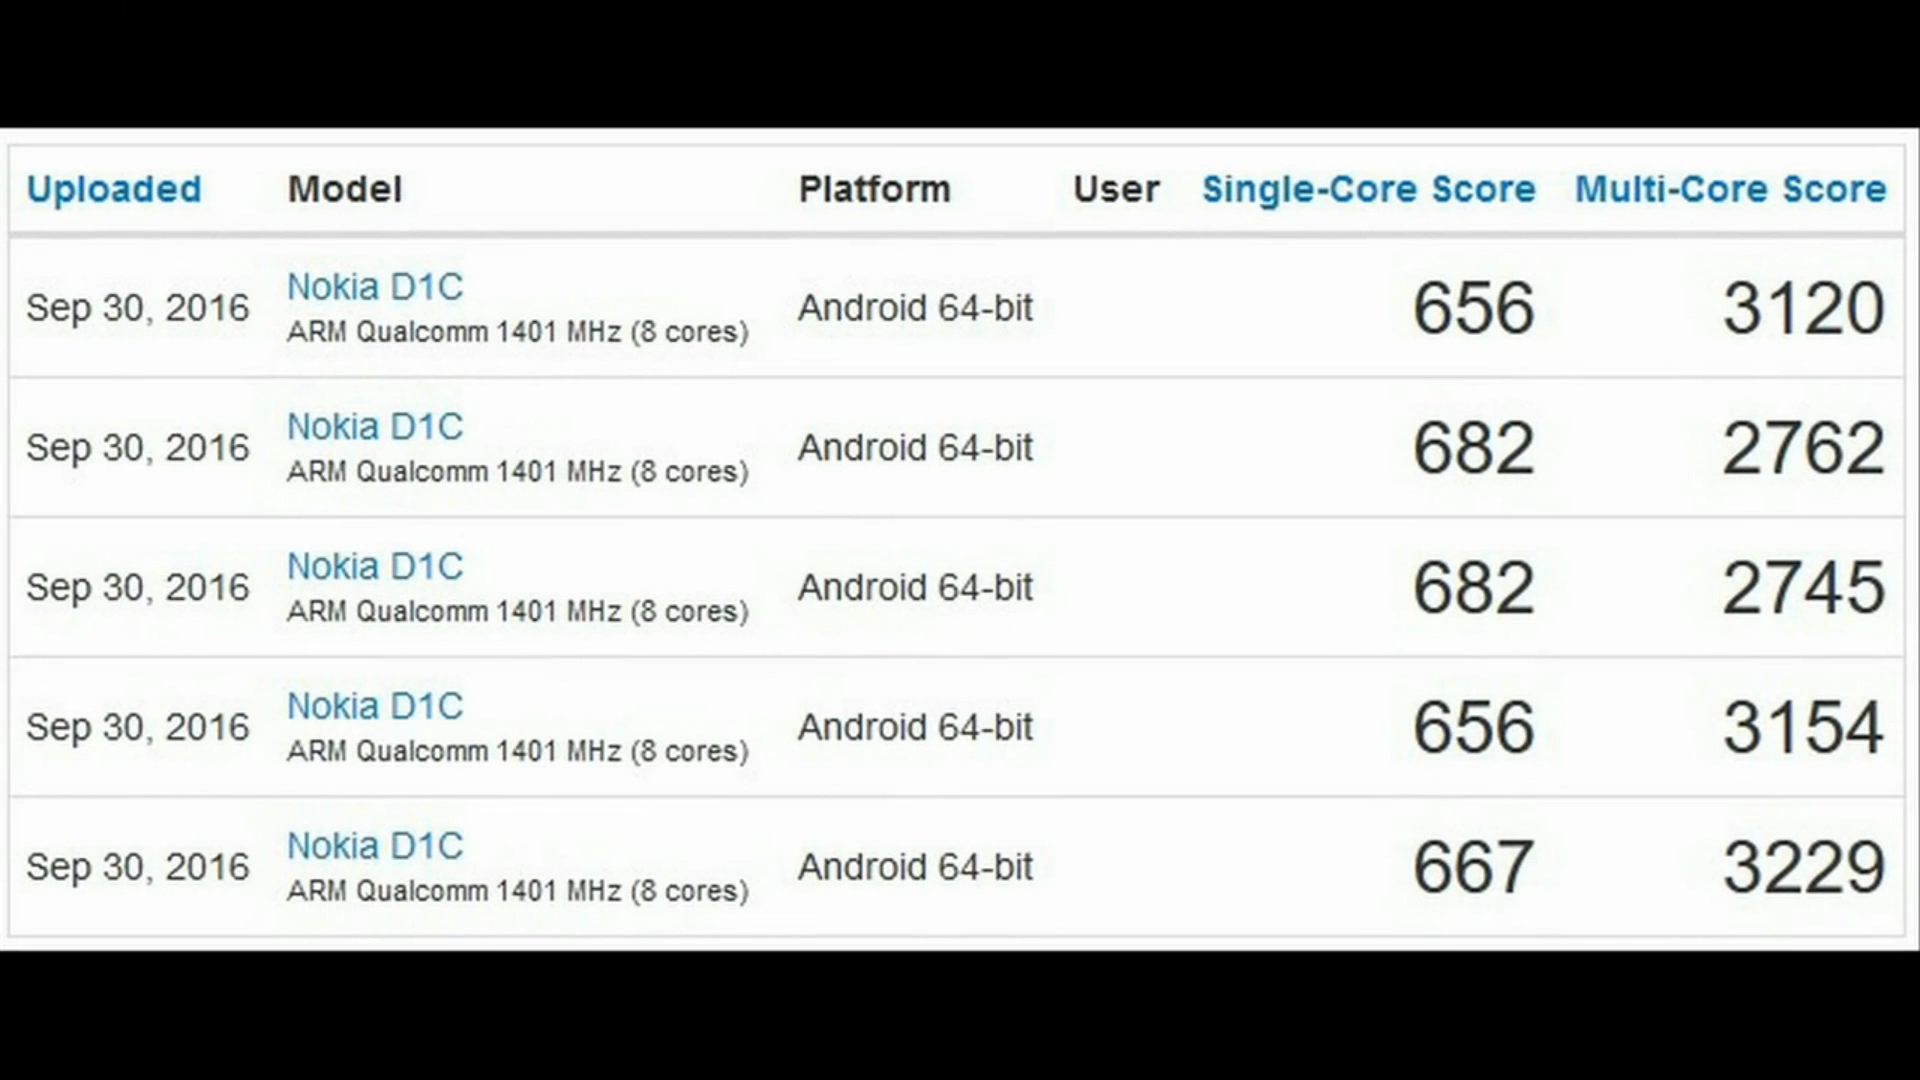 Uploaded Model Platform User Single-Core Score Multi-Core Score
Nokia D1C
Sep 30, 2016 Android 64-bit 656 3120
ARM Qualcomm 1401 MHz (8 cores)
Nokia D1C
Sep 30, 2016 Android 64-bit 682 2762
ARM Qualcomm 1401 MHz (8 cores)
Nokia D1C
Sep 30, 2016 Android 64-bit 682 2745
ARM Qualcomm 1401 MHz (8 cores)
Nokia D1C
Sep 30, 2016 Android 64-bit 656 3154
ARM Qualcomm 1401 MHz (8 cores)
Nokia D1C
Sep 30, 2016 Android 64-bit 667 3229
ARM Qualcomm 1401 MHz (8 cores)